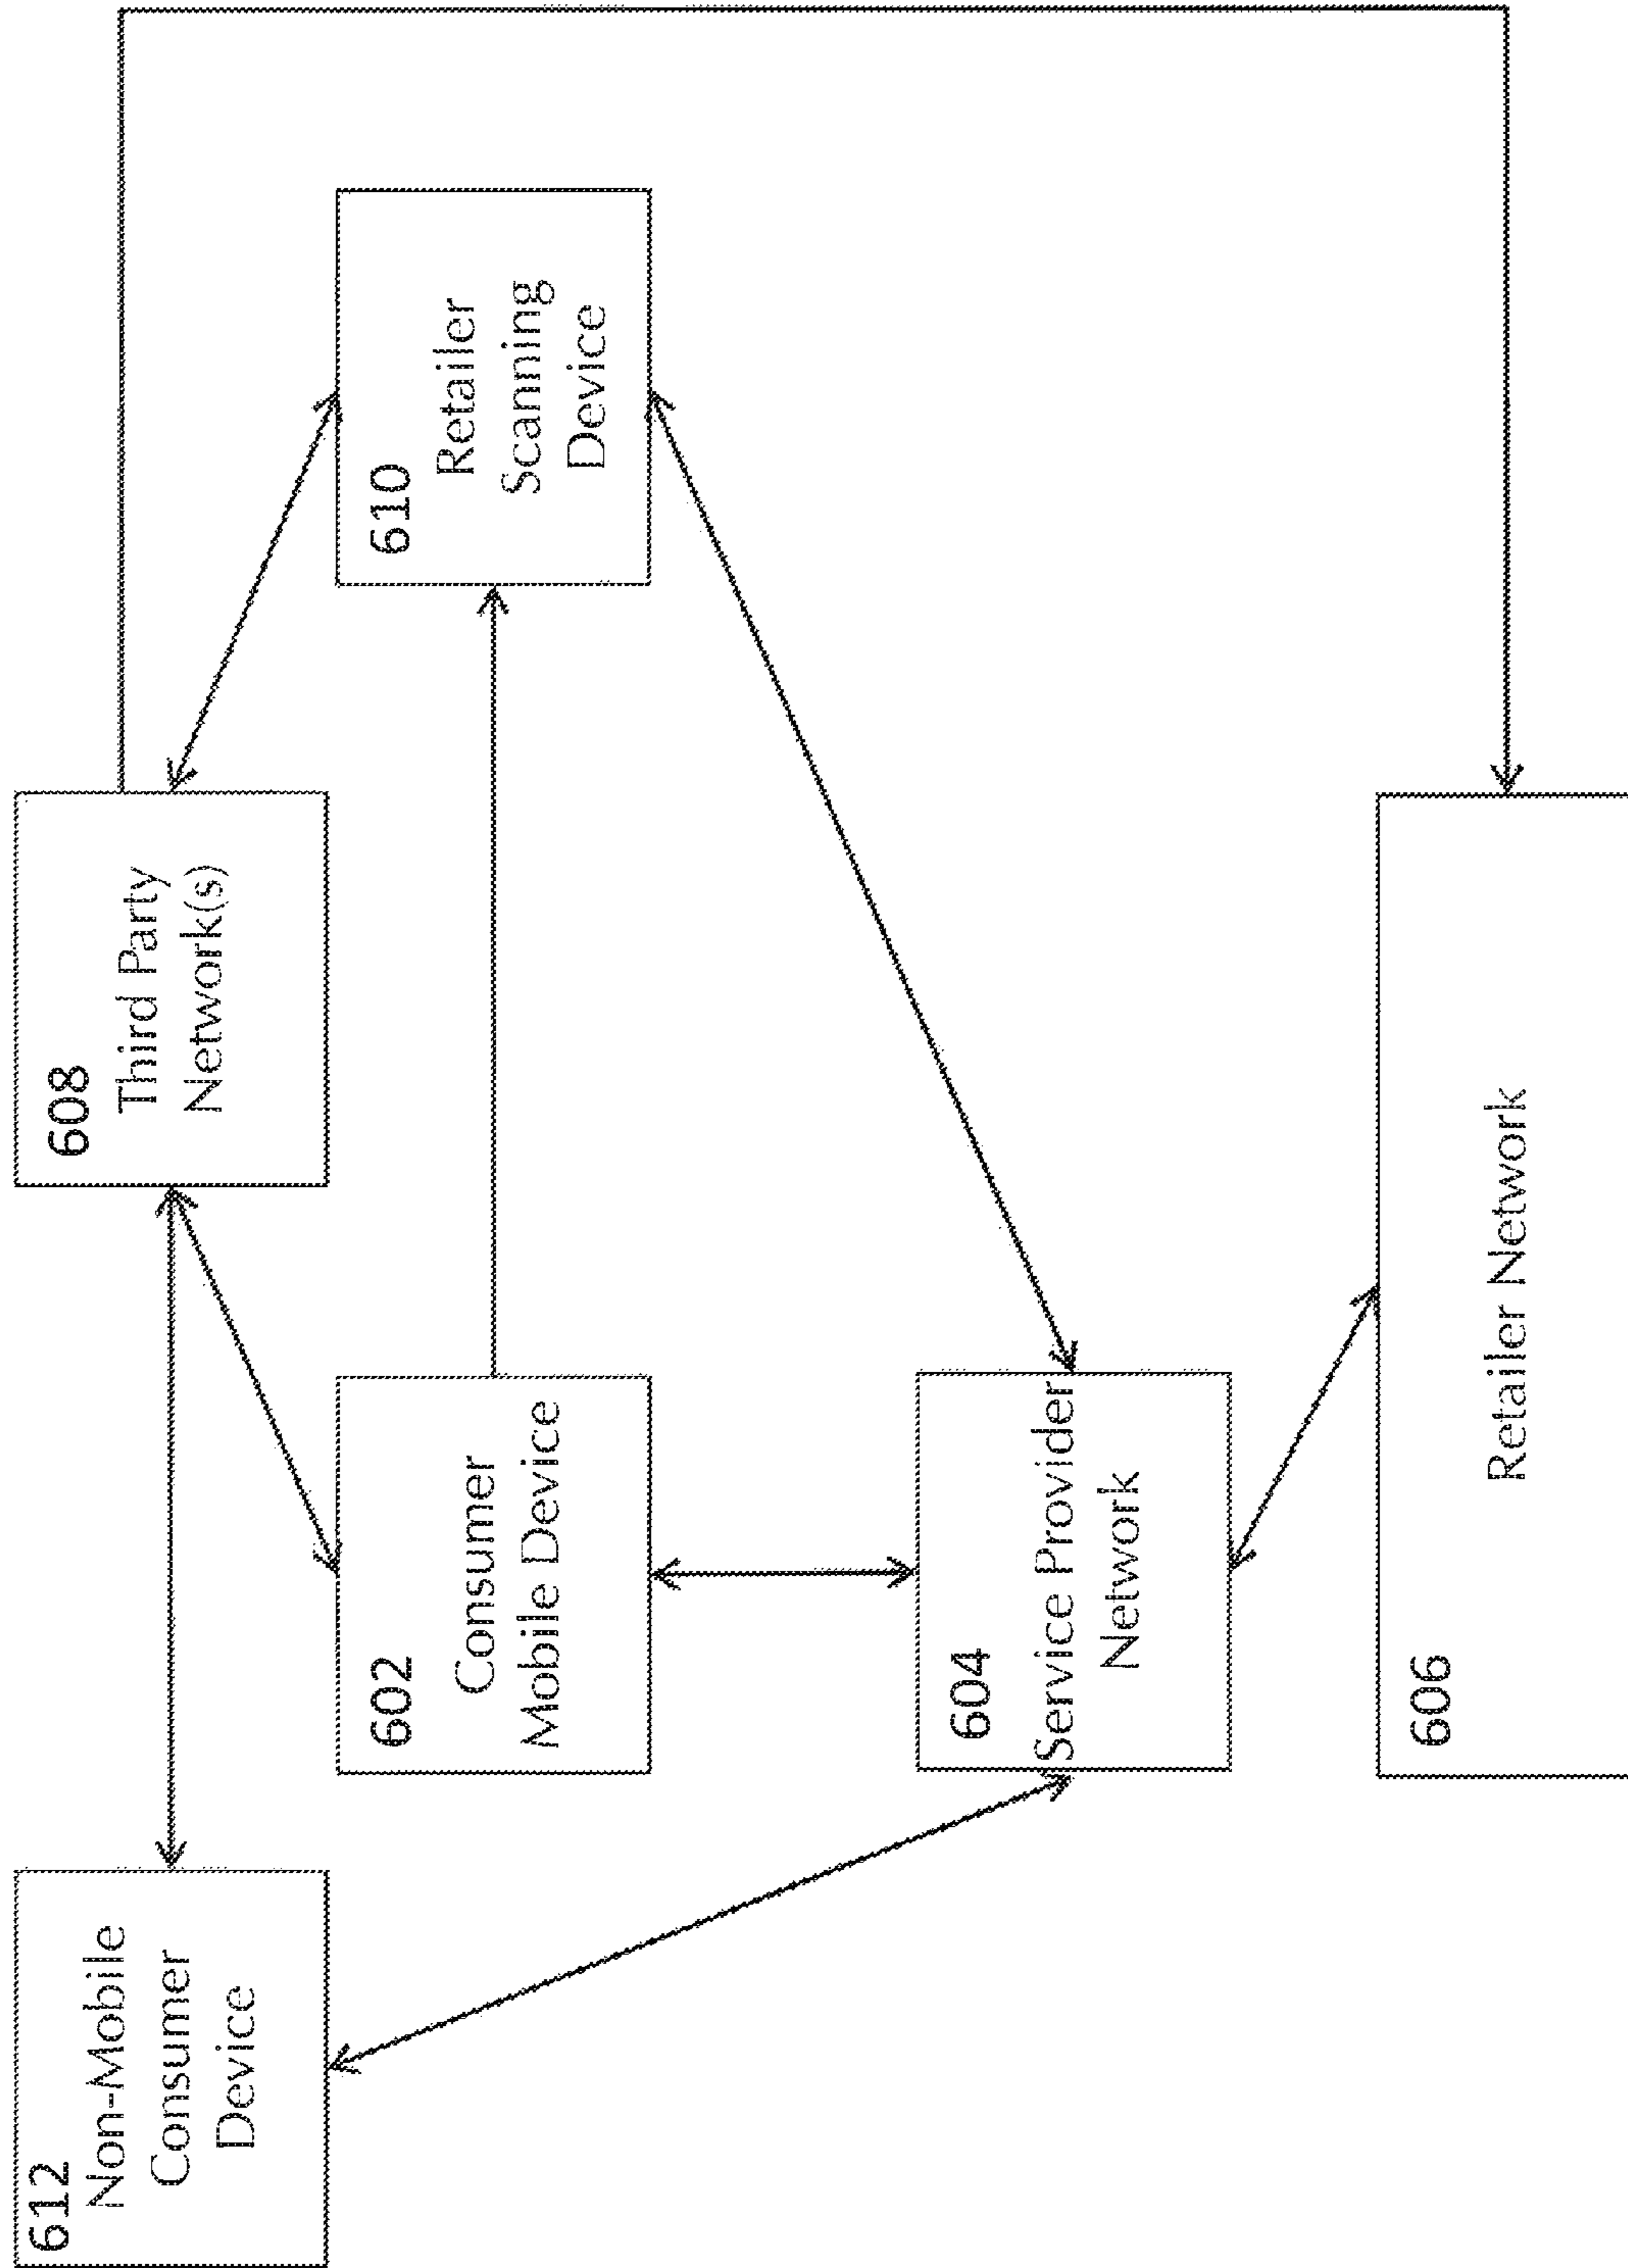 612
Non-Mobile
Consumer
Device
608
Third Party
Network(s)
602
Consumer
Mobile Device
610
Retailer
Scanning
Device
604
Service Provider
Network
606
Retailer Network